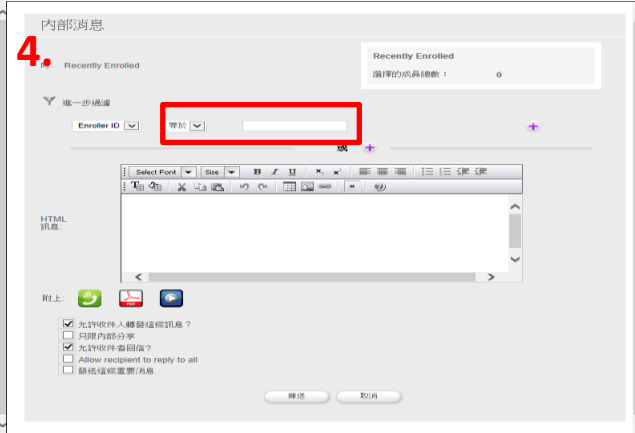 內部消息
4.
Recently Enrolled
Recently Enrolled
選擇的成員總數： 0
進一步過濾
Enroller ID 等於
或
Select Font Size B I U x₂ x²
HTML
訊息:
附上:
允許收件人轉發這條訊息？
只限內部分享
允許收件者回信？
Allow recipient to reply to all
發送這條重要消息
傳送 取消